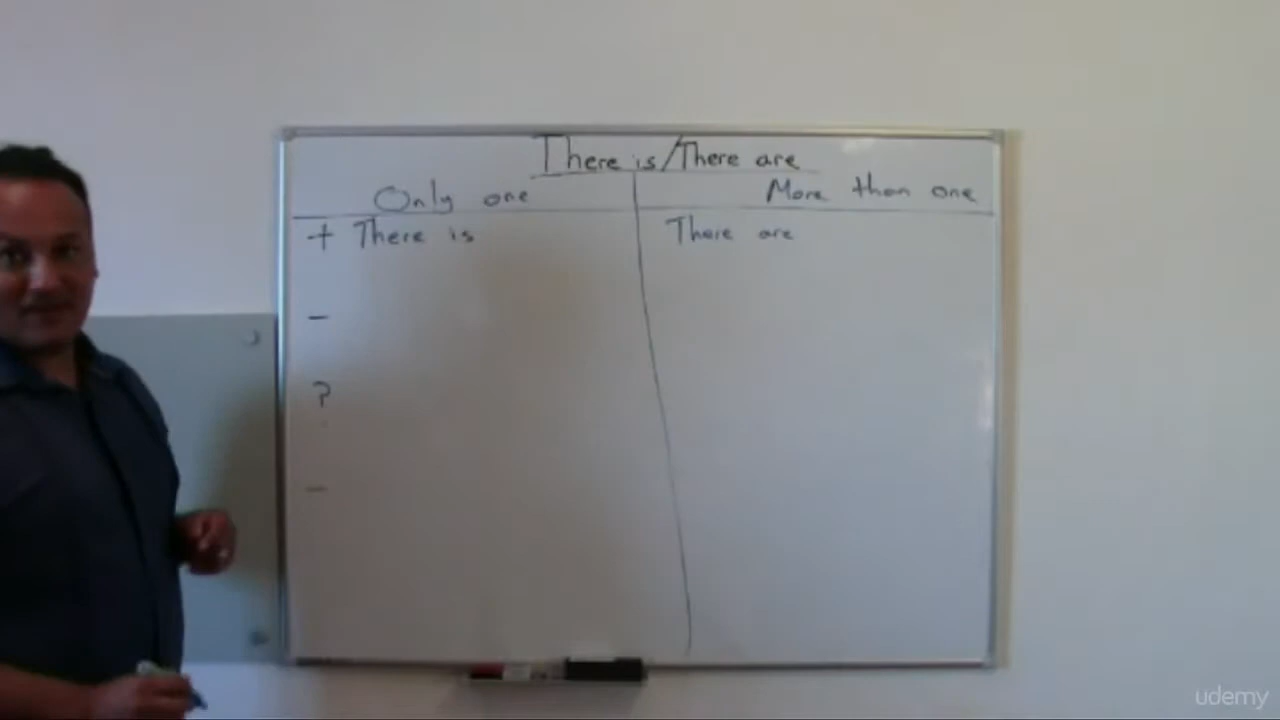 There is/There are
Only one More than one
+ There is There are
-
?
-
udemy